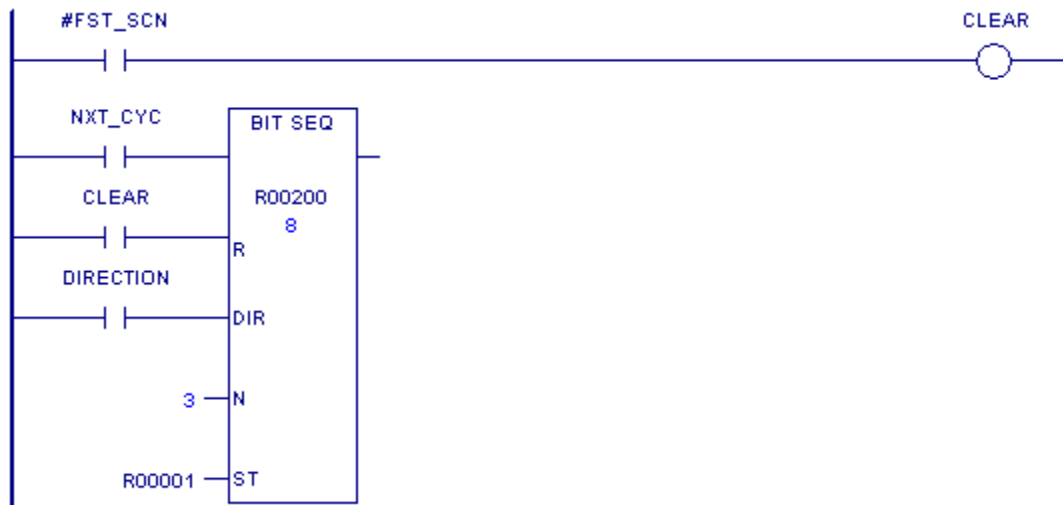 #FST_SCN CLEAR
NXT_CYC
BIT SEQ
CLEAR
R00200
8
R
DIRECTION
DIR
3 N
R00001 ST